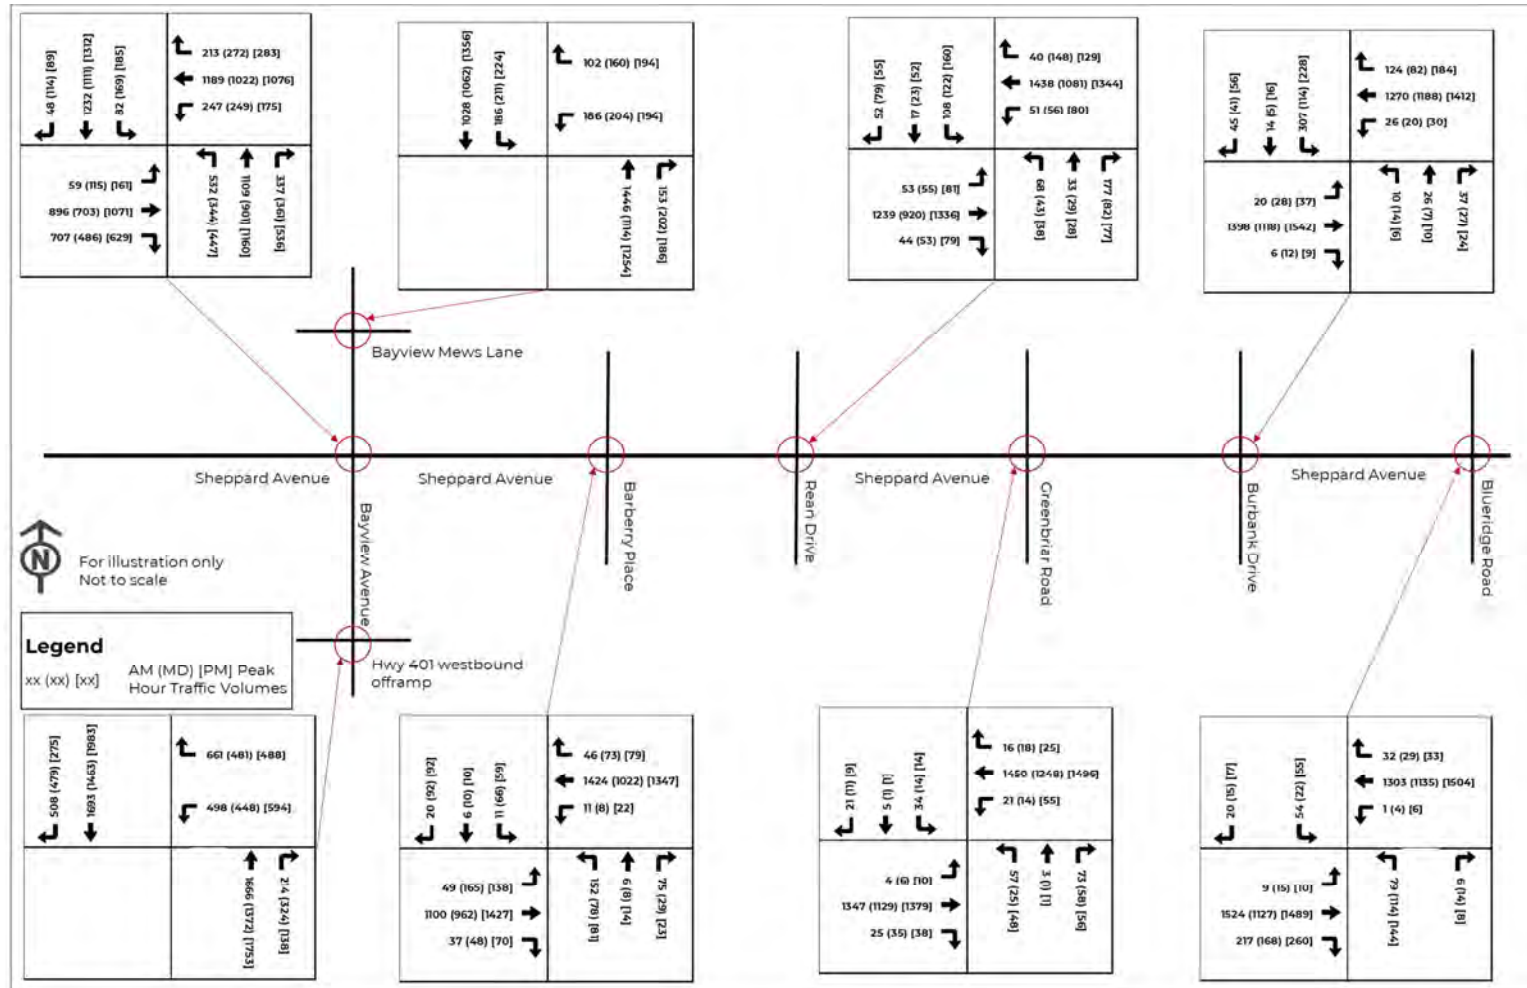 48 (114) [89]
1232 (1111) [1312]
82 (169) [185]
213 (272) [283]
1189 (1022) [1076]
247 (249) [175]
59 (115) [161]
896 (703) [1071]
707 (486) [629]
532 (344) [447]
1109 (906) [1160]
337 (369) [536]
1028 (1062) [1356]
186 (211) [224]
102 (160) [194]
186 (204) [194]
1446 (1114) [1254]
153 (202) [186]
52 (79) [55]
17 (23) [52]
108 (122) [160]
40 (148) [129]
1438 (1081) [1344]
51 (56) [80]
53 (55) [81]
1239 (920) [1336]
44 (53) [79]
68 (43) [38]
33 (29) [28]
177 (82) [77]
45 (41) [56]
14 (5) [16]
307 (114) [228]
124 (82) [184]
1270 (1188) [1412]
26 (20) [30]
20 (28) [37]
1398 (1118) [1542]
6 (12) [9]
10 (14) [6]
26 (7) [10]
37 (27) [24]
Bayview Mews Lane
Sheppard Avenue
Sheppard Avenue
Sheppard Avenue
Sheppard Avenue
Bayview Avenue
Barberry Place
Rean Drive
Greenbriar Road
Burbank Drive
Blueridge Road
N
For illustration only
Not to scale
Hwy 401 westbound
offramp
Legend
xx (xx) [xx]
AM (MD) [PM] Peak
Hour Traffic Volumes
508 (479) [275]
1693 (1463) [1983]
661 (481) [488]
498 (448) [594]
1666 (1372) [1753]
214 (324) [138]
20 (92) [92]
6 (10) [10]
11 (69) [59]
46 (73) [79]
1424 (1022) [1347]
11 (8) [22]
49 (165) [138]
1100 (962) [1427]
37 (48) [70]
152 (78) [81]
6 (8) [14]
75 (29) [23]
21 (11) [9]
5 (1) [1]
34 (14) [14]
16 (18) [25]
1450 (1248) [1496]
21 (14) [55]
4 (6) [10]
1347 (1129) [1379]
25 (35) [38]
57 (25) [48]
3 (1) [1]
73 (58) [56]
20 (15) [17]
54 (22) [55]
32 (29) [33]
1303 (1135) [1504]
1 (4) [6]
9 (15) [10]
1524 (1127) [1489]
217 (168) [260]
79 (114) [144]
6 (14) [8]